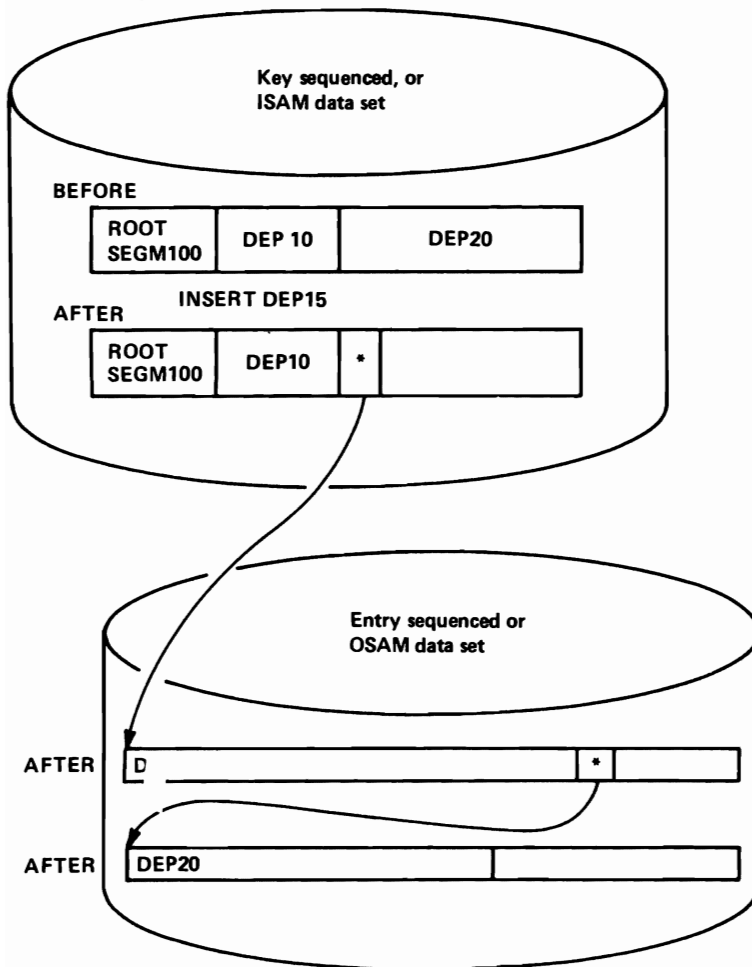 Key sequenced, or
ISAM data set
BEFORE
ROOT
SEGM100
DEP 10
DEP20
INSERT DEP15
AFTER
ROOT
SEGM100
DEP10
*
Entry sequenced or
OSAM data set
AFTER
*
AFTER
DEP20